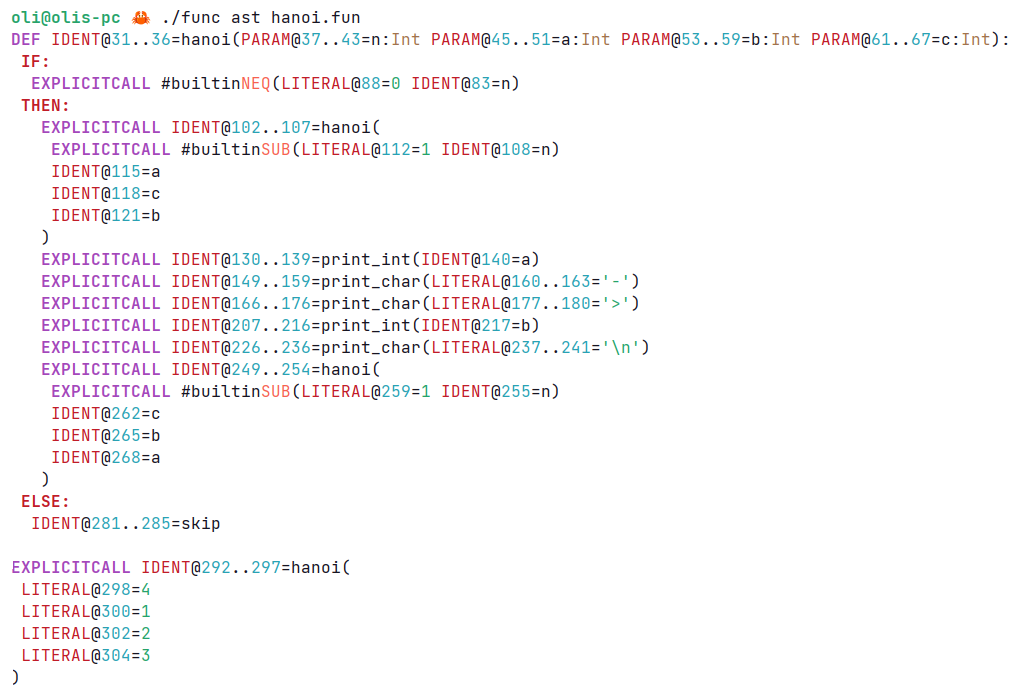 oli@olis-pc 🦀 ./func ast hanoi.fun
DEF IDENT@31..36=hanoi(PARAM@37..43=n:Int PARAM@45..51=a:Int PARAM@53..59=b:Int PARAM@61..67=c:Int):
 IF:
  EXPLICITCALL #builtinNEQ(LITERAL@88=0 IDENT@83=n)
 THEN:
   EXPLICITCALL IDENT@102..107=hanoi(
    EXPLICITCALL #builtinSUB(LITERAL@112=1 IDENT@108=n)
    IDENT@115=a
    IDENT@118=c
    IDENT@121=b
   )
   EXPLICITCALL IDENT@130..139=print_int(IDENT@140=a)
   EXPLICITCALL IDENT@149..159=print_char(LITERAL@160..163='-')
   EXPLICITCALL IDENT@166..176=print_char(LITERAL@177..180='>')
   EXPLICITCALL IDENT@207..216=print_int(IDENT@217=b)
   EXPLICITCALL IDENT@226..236=print_char(LITERAL@237..241='\n')
   EXPLICITCALL IDENT@249..254=hanoi(
    EXPLICITCALL #builtinSUB(LITERAL@259=1 IDENT@255=n)
    IDENT@262=c
    IDENT@265=b
    IDENT@268=a
   )
 ELSE:
  IDENT@281..285=skip

EXPLICITCALL IDENT@292..297=hanoi(
 LITERAL@298=4
 LITERAL@300=1
 LITERAL@302=2
 LITERAL@304=3
)